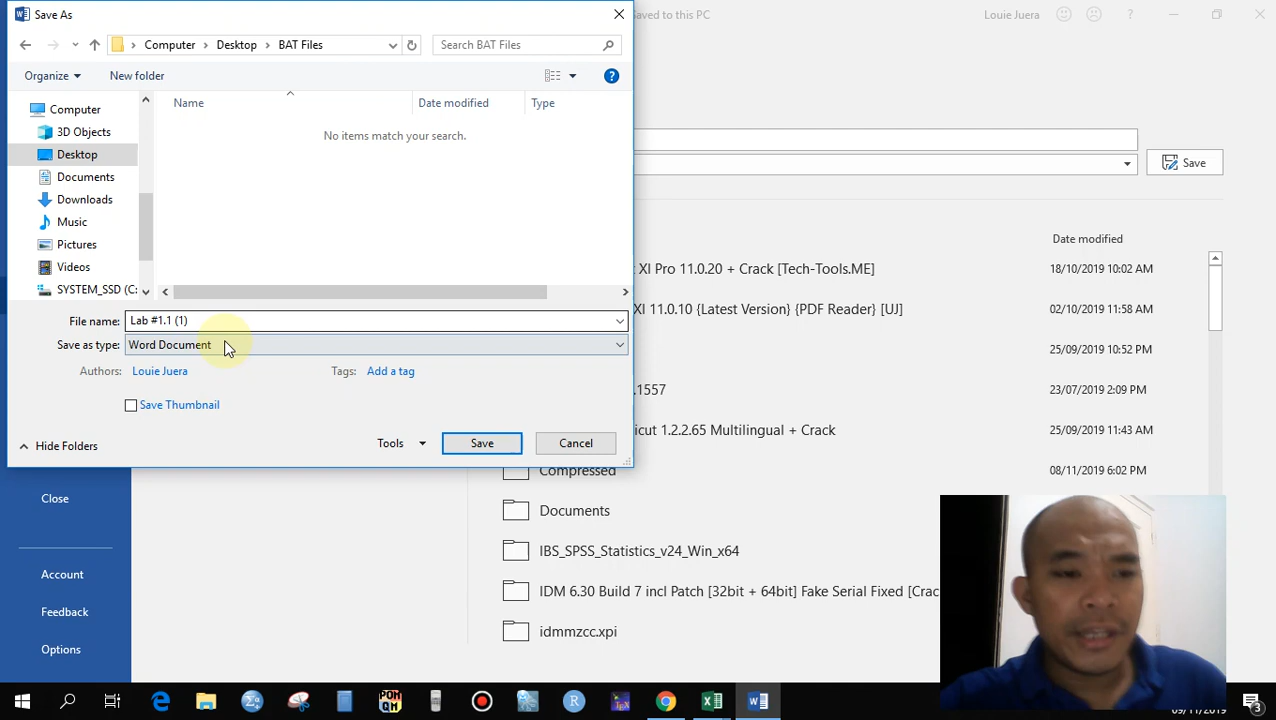 Save As
Saved to this PC
Louie Juera
Computer
Desktop
BAT Files
Search BAT Files
Organize
New folder
Name
Date modified
Type
Computer
3D Objects
Desktop
Documents
Downloads
Music
Pictures
Videos
SYSTEM_SSD (C:
No items match your search.
File name:
Lab #1.1 (1)
Save as type:
Word Document
Authors:
Louie Juera
Tags:
Add a tag
Save Thumbnail
Hide Folders
Tools
Save
Cancel
Save
Date modified
XI Pro 11.0.20 + Crack [Tech-Tools.ME]
18/10/2019 10:02 AM
XI 11.0.10 {Latest Version} {PDF Reader} [UJ]
02/10/2019 11:58 AM
25/09/2019 10:52 PM
.1557
23/07/2019 2:09 PM
cut 1.2.2.65 Multilingual + Crack
25/09/2019 11:43 AM
Compressed
08/11/2019 6:02 PM
Documents
IBS_SPSS_Statistics_v24_Win_x64
IDM 6.30 Build 7 incl Patch [32bit + 64bit] Fake Serial Fixed [Crac
idmmzcc.xpi
Close
Account
Feedback
Options
POM
QM
09/11/2019
3